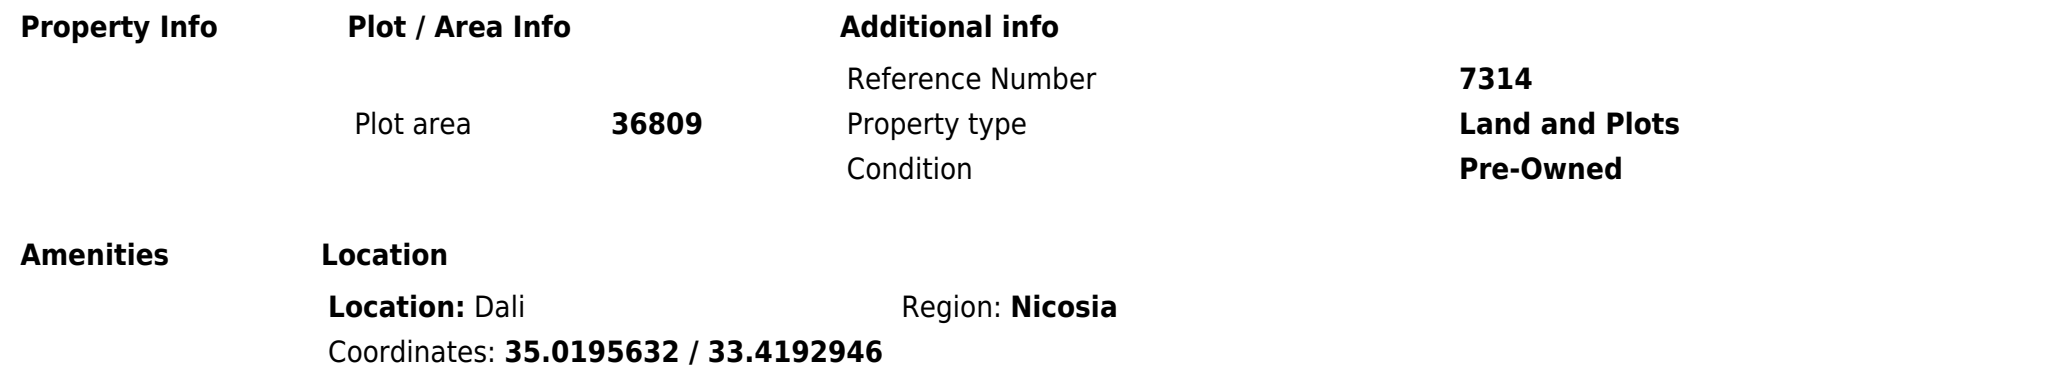 Property Info Plot / Area Info Additional info
Reference Number 7314
Plot area 36809 Property type Land and Plots
Condition Pre-Owned
Amenities Location
Location: Dali Region: Nicosia
Coordinates: 35.0195632 / 33.4192946